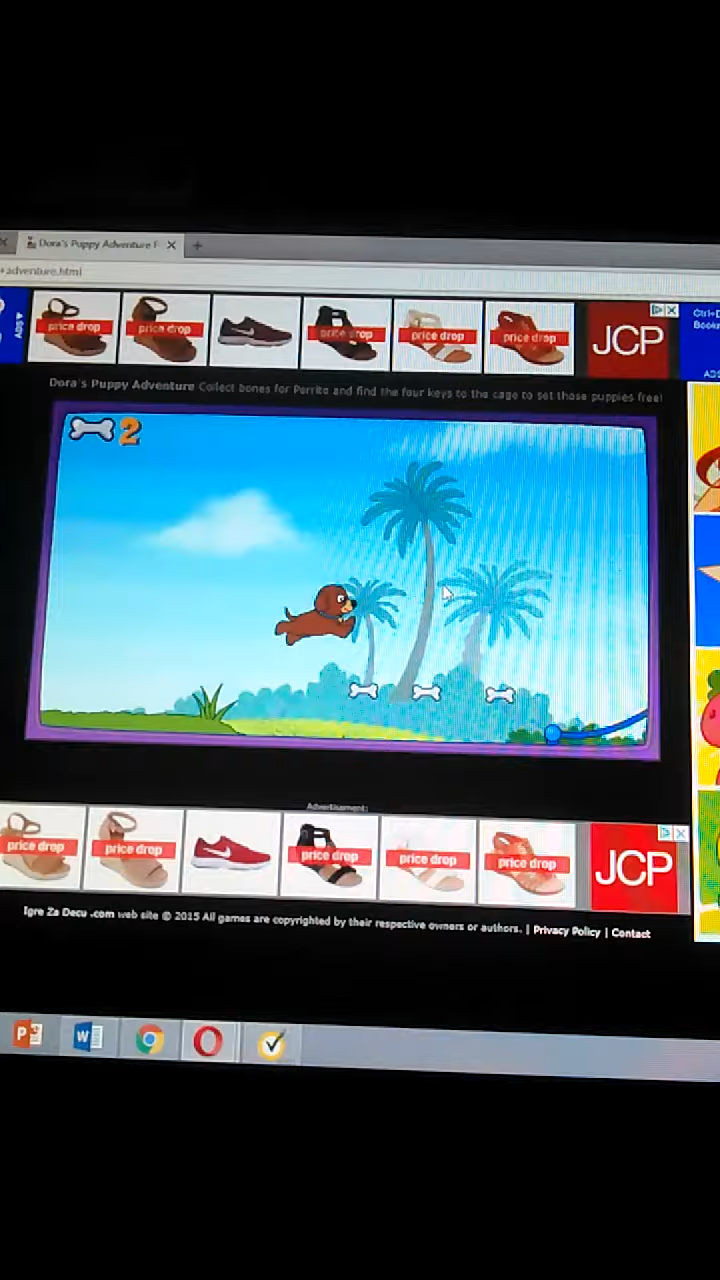 Dora's Puppy Adventure F
+adventure.html
ADS
price drop
price drop
price drop
price drop
price drop
JCP
Ctrl+D
Dora's Puppy Adventure Collect bones for Perrito and find the four keys to the cage to set those puppies free!
2
Advertisement:
price drop
price drop
price drop
price drop
price drop
JCP
Igre Za Decu .com web site © 2015 All games are copyrighted by their respective owners or authors. | Privacy Policy | Contact
P
W